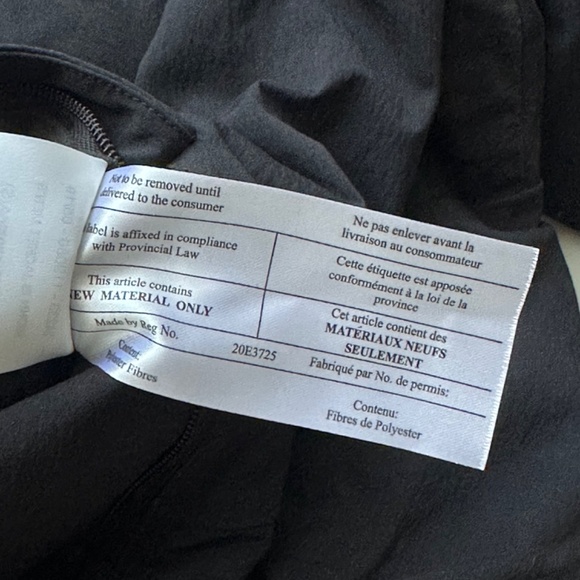 Not to be removed until
delivered to the consumer
Ne pas enlever avant la
livraison au consommateur
label is affixed in compliance
with Provincial Law
Cette étiquette est apposée
conformément à la loi de la
province
This article contains
NEW MATERIAL ONLY
Cet article contient des
MATÉRIAUX NEUFS
SEULEMENT
Made by Reg No. 20E3725 Fabriqué par No. de permis:
Content:
Polyester Fibres
Contenu:
Fibres de Polyester